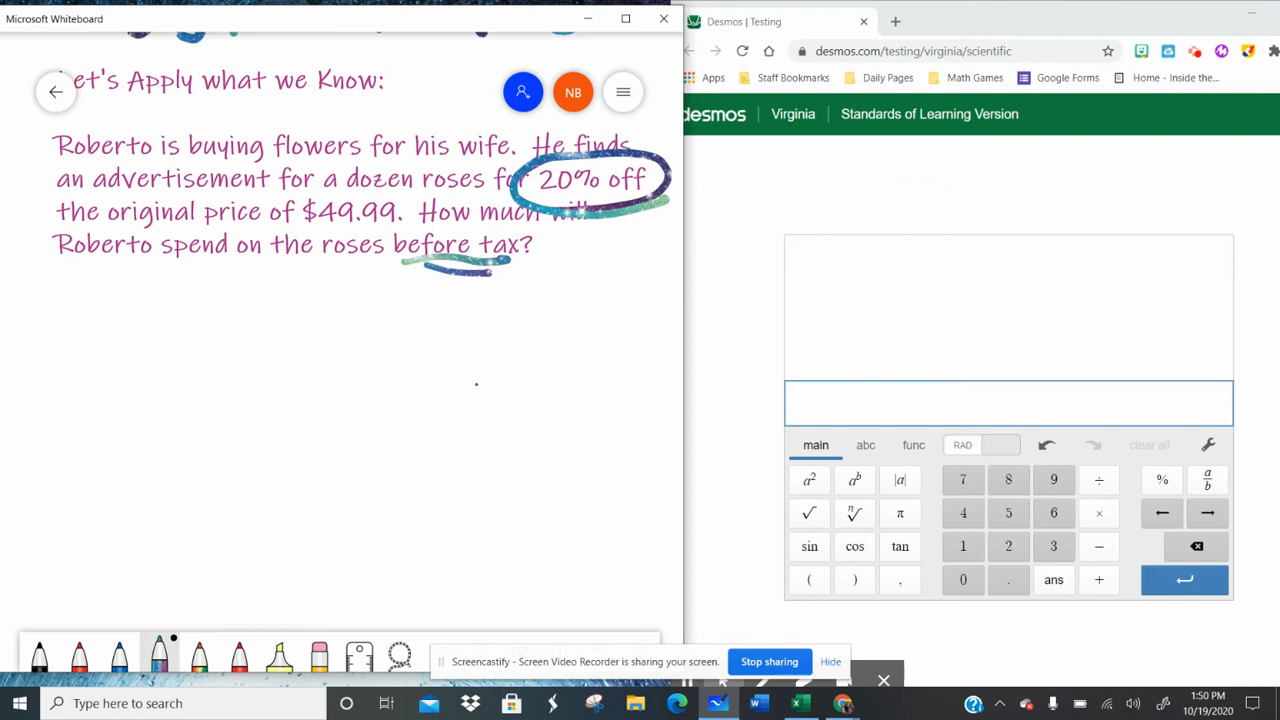 Microsoft Whiteboard
Let's Apply what we Know:
NB
Roberto is buying flowers for his wife. He finds
an advertisement for a dozen roses for 20% off
the original price of $49.99. How much will
Roberto spend on the roses before tax?
Desmos | Testing
desmos.com/testing/virginia/scientific
Apps
Staff Bookmarks
Daily Pages
Math Games
Google Forms
Home - Inside the...
desmos
Virginia
Standards of Learning Version
main
abc
func
RAD
clear all
a² aᵇ |a| 7 8 9 ÷ % a/b
√ ⁿ√ π 4 5 6 × ← →
sin cos tan 1 2 3 −
( ) , 0 . ans +
Screencastify - Screen Video Recorder is sharing your screen.
Stop sharing
Hide
Type here to search
1:50 PM
10/19/2020